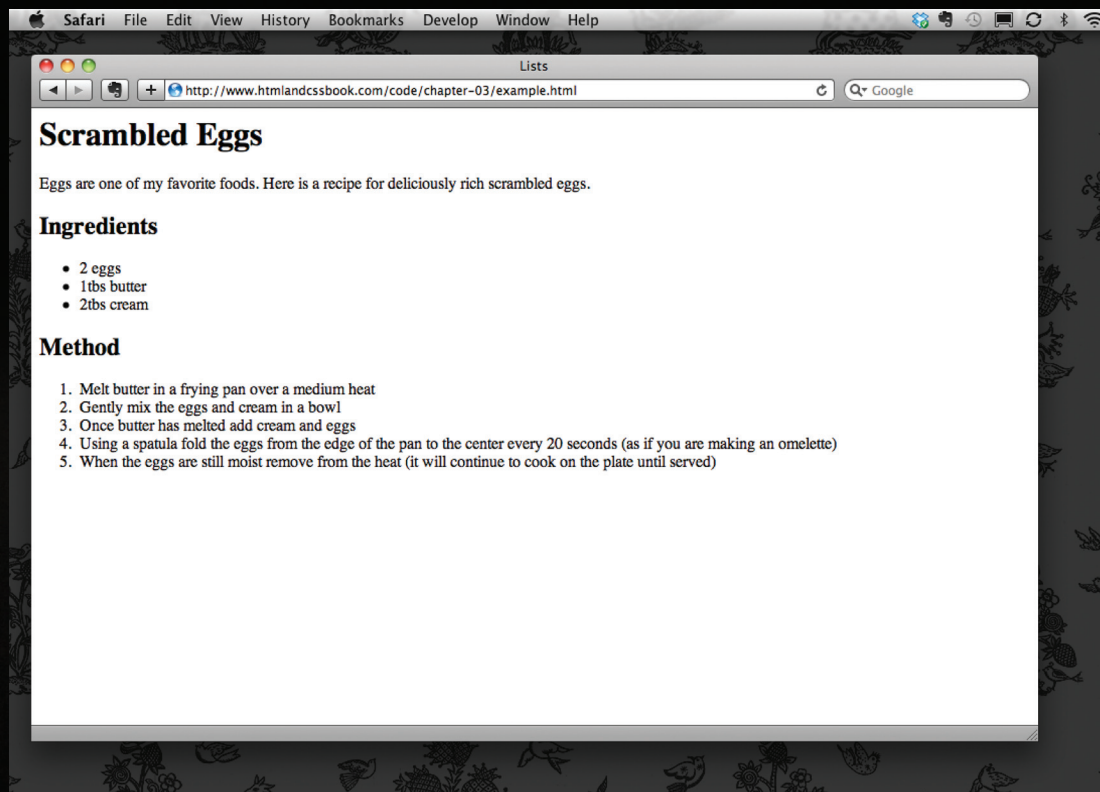 Safari File Edit View History Bookmarks Develop Window Help
Lists
http://www.htmlandcssbook.com/code/chapter-03/example.html
Google
Scrambled Eggs
Eggs are one of my favorite foods. Here is a recipe for deliciously rich scrambled eggs.
Ingredients
• 2 eggs
• 1tbs butter
• 2tbs cream
Method
1. Melt butter in a frying pan over a medium heat
2. Gently mix the eggs and cream in a bowl
3. Once butter has melted add cream and eggs
4. Using a spatula fold the eggs from the edge of the pan to the center every 20 seconds (as if you are making an omelette)
5. When the eggs are still moist remove from the heat (it will continue to cook on the plate until served)